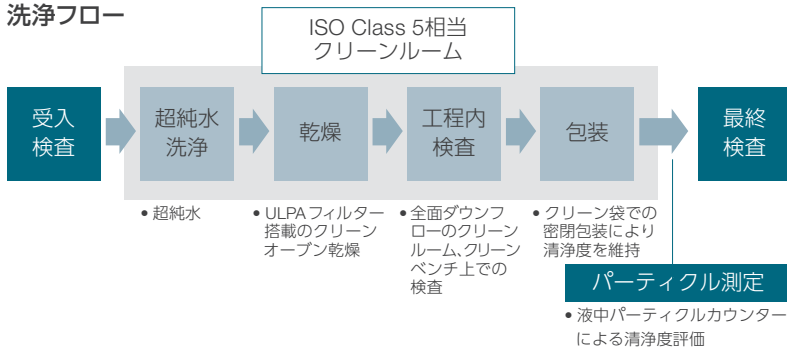 洗浄フロー
ISO Class 5相当
クリーンルーム
受入
検査
超純水
洗浄
乾燥
工程内
検査
包装
最終
検査
• 超純水
• ULPAフィルター
搭載のクリーン
オーブン乾燥
• 全面ダウンフ
ローのクリーン
ルーム、クリーン
ベンチ上での
検査
• クリーン袋での
密閉包装により
清浄度を維持
パーティクル測定
• 液中パーティクルカウンター
による清浄度評価